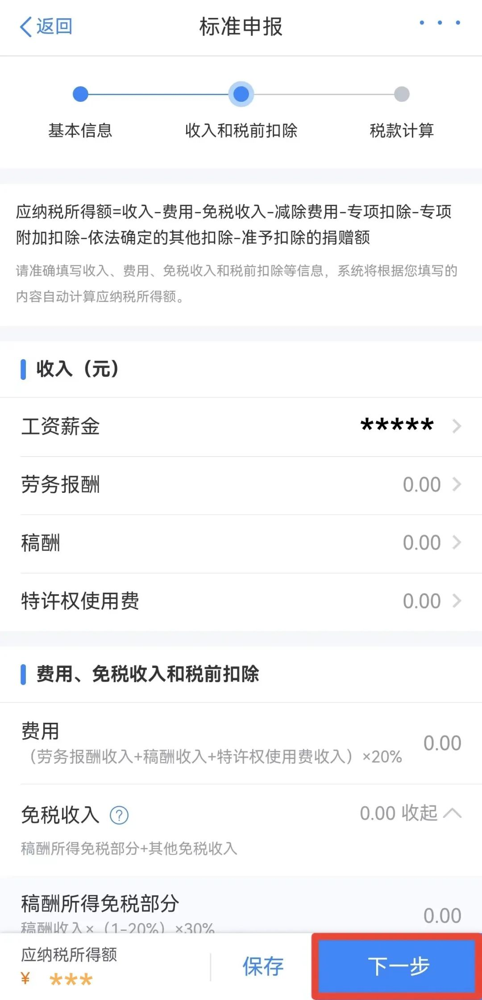 返回
标准申报
基本信息
收入和税前扣除
税款计算
应纳税所得额=收入-费用-免税收入-减除费用-专项扣除-专项
附加扣除-依法确定的其他扣除-准予扣除的捐赠额
请准确填写收入、费用、免税收入和税前扣除等信息，系统将根据您填写的
内容自动计算应纳税所得额。
收入（元）
工资薪金 *****
劳务报酬 0.00
稿酬 0.00
特许权使用费 0.00
费用、免税收入和税前扣除
费用 0.00
（劳务报酬收入+稿酬收入+特许权使用费收入）×20%
免税收入 ? 0.00 收起
稿酬所得免税部分+其他免税收入
稿酬所得免税部分 0.00
稿酬收入×（1-20%）×30%
应纳税所得额
¥ ***
保存
下一步